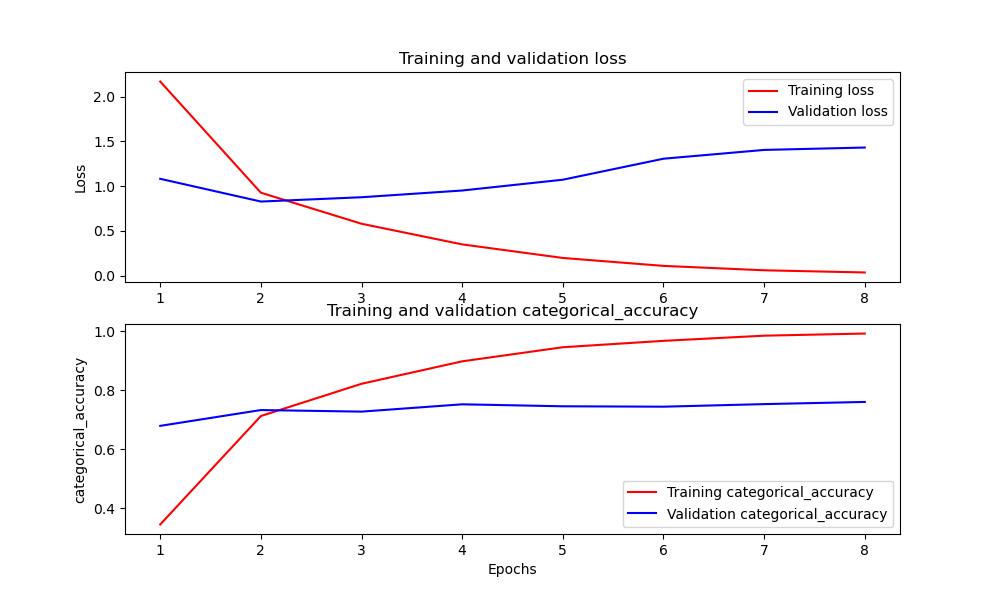 Training and validation loss
Loss
2.0
1.5
1.0
0.5
0.0
Training loss
Validation loss
1 2 3 4 5 6 7 8
Training and validation categorical_accuracy
categorical_accuracy
1.0
0.8
0.6
0.4
Training categorical_accuracy
Validation categorical_accuracy
1 2 3 4 5 6 7 8
Epochs